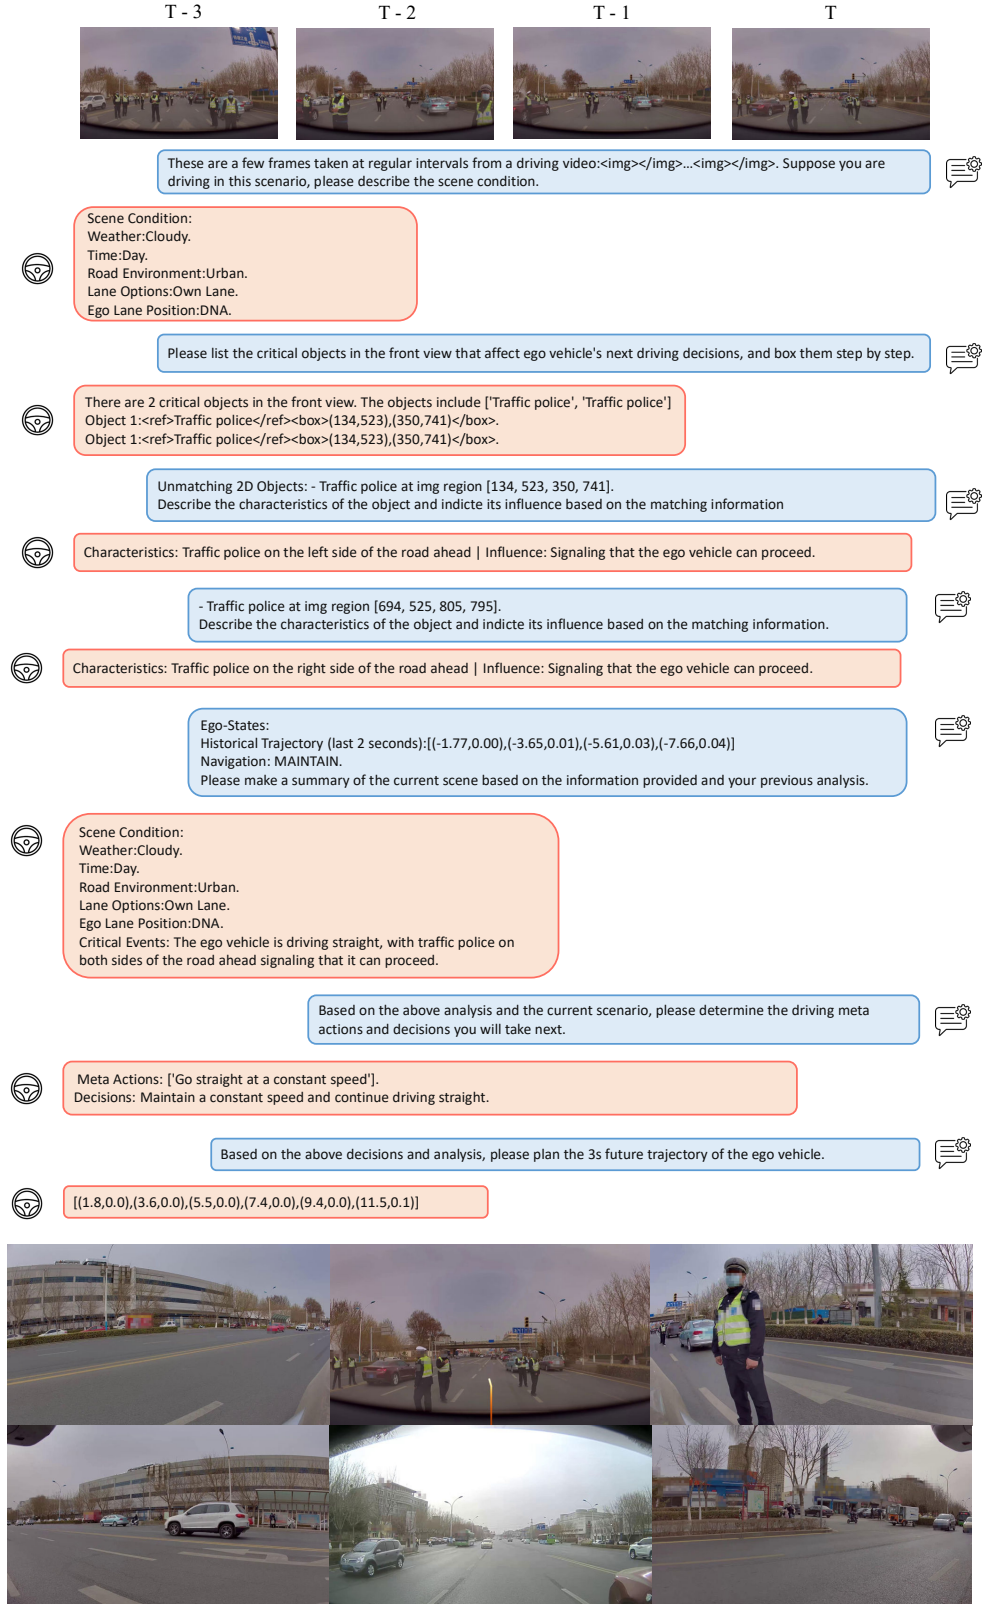 T - 3
T - 2
T - 1
T
These are a few frames taken at regular intervals from a driving video:<img></img>...<img></img>. Suppose you are
driving in this scenario, please describe the scene condition.
Scene Condition:
Weather:Cloudy.
Time:Day.
Road Environment:Urban.
Lane Options:Own Lane.
Ego Lane Position:DNA.
Please list the critical objects in the front view that affect ego vehicle's next driving decisions, and box them step by step.
There are 2 critical objects in the front view. The objects include ['Traffic police', 'Traffic police']
Object 1:<ref>Traffic police</ref><box>(134,523),(350,741)</box>.
Object 1:<ref>Traffic police</ref><box>(134,523),(350,741)</box>.
Unmatching 2D Objects: - Traffic police at img region [134, 523, 350, 741].
Describe the characteristics of the object and indicte its influence based on the matching information
Characteristics: Traffic police on the left side of the road ahead | Influence: Signaling that the ego vehicle can proceed.
- Traffic police at img region [694, 525, 805, 795].
Describe the characteristics of the object and indicte its influence based on the matching information.
Characteristics: Traffic police on the right side of the road ahead | Influence: Signaling that the ego vehicle can proceed.
Ego-States:
Historical Trajectory (last 2 seconds):[(-1.77,0.00),(-3.65,0.01),(-5.61,0.03),(-7.66,0.04)]
Navigation: MAINTAIN.
Please make a summary of the current scene based on the information provided and your previous analysis.
Scene Condition:
Weather:Cloudy.
Time:Day.
Road Environment:Urban.
Lane Options:Own Lane.
Ego Lane Position:DNA.
Critical Events: The ego vehicle is driving straight, with traffic police on
both sides of the road ahead signaling that it can proceed.
Based on the above analysis and the current scenario, please determine the driving meta
actions and decisions you will take next.
Meta Actions: ['Go straight at a constant speed'].
Decisions: Maintain a constant speed and continue driving straight.
Based on the above decisions and analysis, please plan the 3s future trajectory of the ego vehicle.
[(1.8,0.0),(3.6,0.0),(5.5,0.0),(7.4,0.0),(9.4,0.0),(11.5,0.1)]